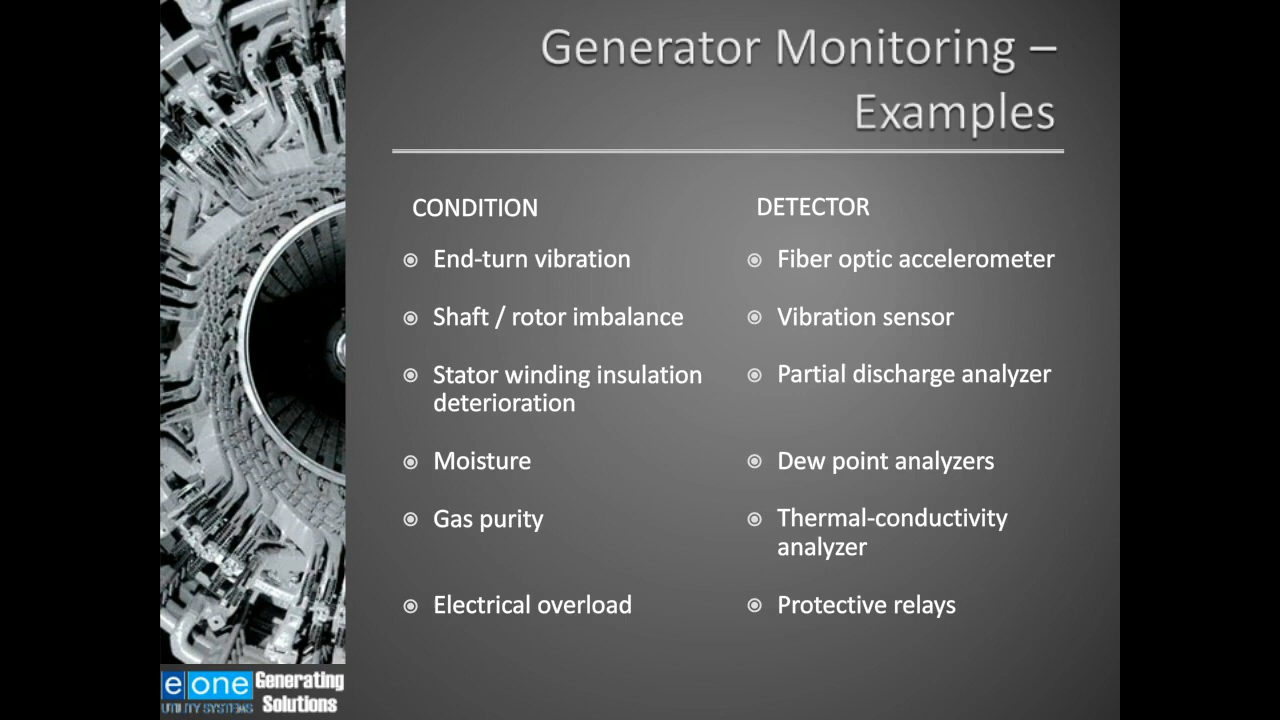 Generator Monitoring –
Examples
CONDITION
DETECTOR
End-turn vibration
Fiber optic accelerometer
Shaft / rotor imbalance
Vibration sensor
Stator winding insulation
deterioration
Partial discharge analyzer
Moisture
Dew point analyzers
Gas purity
Thermal-conductivity
analyzer
Electrical overload
Protective relays
e one
UTILITY SYSTEMS
Generating
Solutions